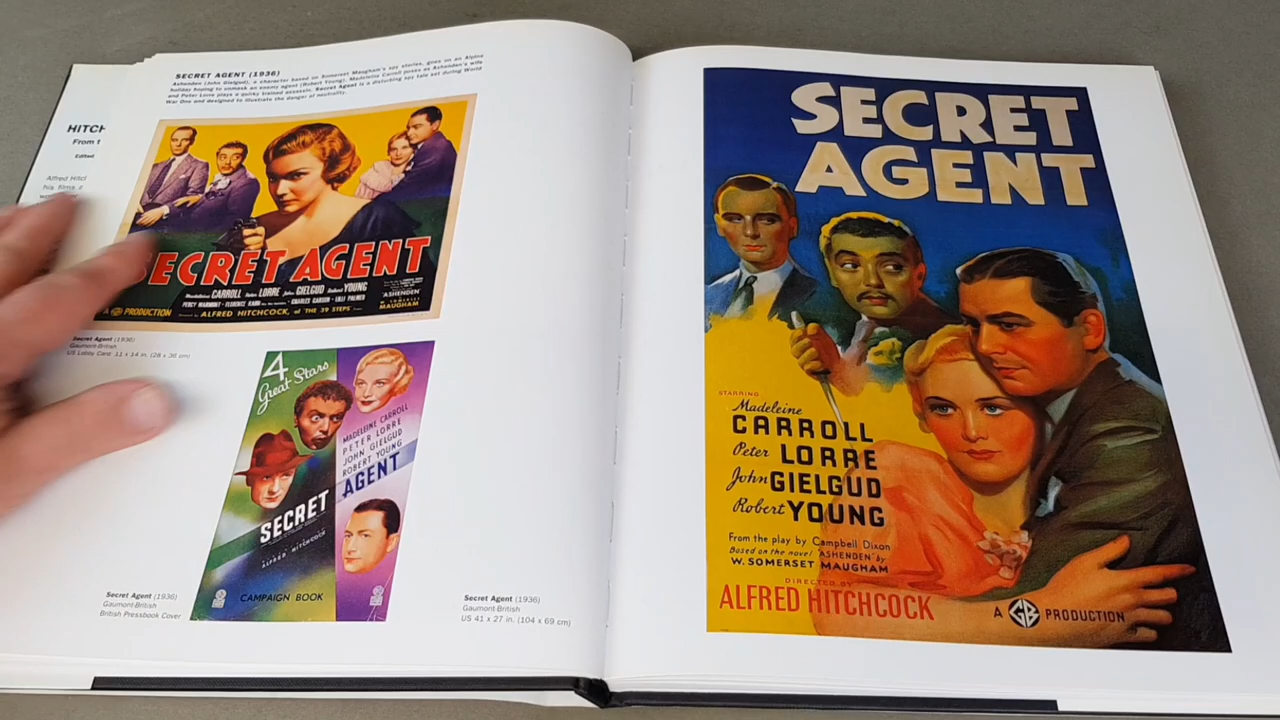 HITCH
From t
Edited
Alfred Hitcl
his films
SECRET AGENT (1936)
Ashenden (John Gielgud), a character based on Somerset Maugham's spy stories, goes on an Alpine
holiday hoping to unmask an enemy agent (Robert Young). Madeleine Carroll poses as Ashenden's wife
and Peter Lorre plays a quirky trained assassin. Secret Agent is a disturbing spy tale set during World
War One and designed to illustrate the danger of neutrality.
SECRET AGENT
Madeleine CARROLL Peter LORRE John GIELGUD Robert YOUNG
PERCY MARMONT · FLORENCE KAHN · CHARLES CARSON · LILLI PALMER
A GB PRODUCTION
ALFRED HITCHCOCK, of 'THE 39 STEPS'
'ASHENDEN'
W. SOMERSET
MAUGHAM
Secret Agent (1936)
Gaumont-British
US Lobby Card 11 x 14 in. (28 x 36 cm)
4
Great Stars
MADELEINE CARROLL
PETER LORRE
JOHN GIELGUD
ROBERT YOUNG
SECRET
AGENT
ALFRED HITCHCOCK
CAMPAIGN BOOK
Secret Agent (1936)
Gaumont-British
British Pressbook Cover
Secret Agent (1936)
Gaumont-British
US 41 x 27 in. (104 x 69 cm)
SECRET
AGENT
STARRING
Madeleine
CARROLL
Peter LORRE
John GIELGUD
Robert YOUNG
From the play by Campbell Dixon
Based on the novel 'ASHENDEN' by
W. SOMERSET MAUGHAM
DIRECTED BY
ALFRED HITCHCOCK
A GB PRODUCTION